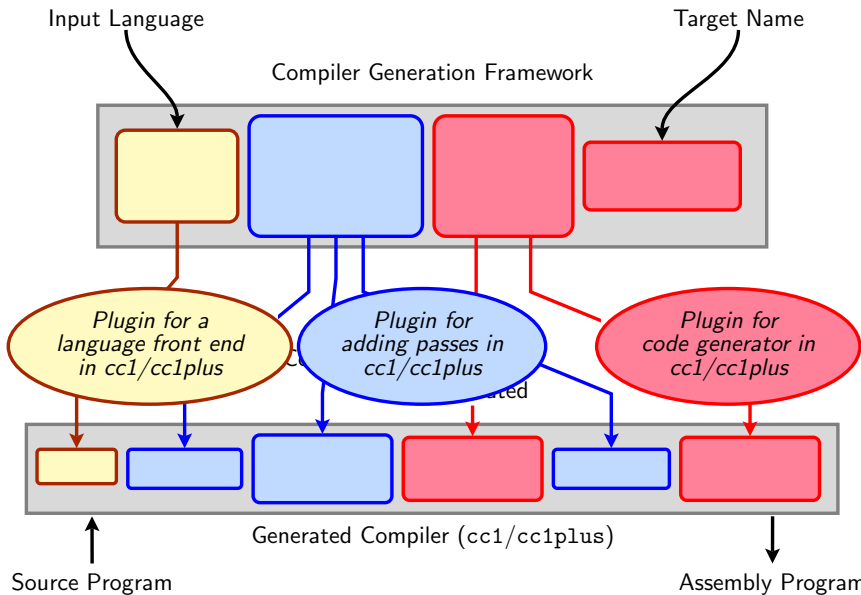 Input Language
Target Name
Compiler Generation Framework
Plugin for a
language front end
in cc1/cc1plus
Plugin for
adding passes in
cc1/cc1plus
Plugin for
code generator in
cc1/cc1plus
Generated Compiler (cc1/cc1plus)
Source Program
Assembly Program